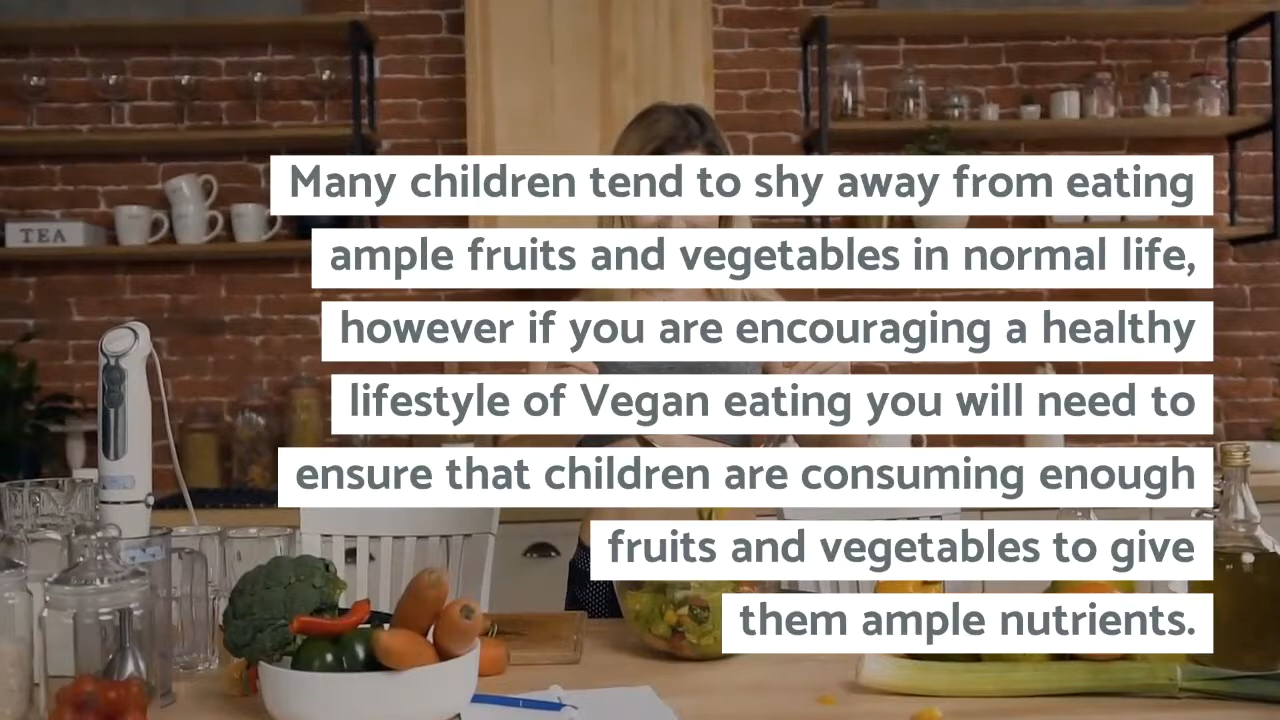 Many children tend to shy away from eating
ample fruits and vegetables in normal life,
however if you are encouraging a healthy
lifestyle of Vegan eating you will need to
ensure that children are consuming enough
fruits and vegetables to give
them ample nutrients.
TEA